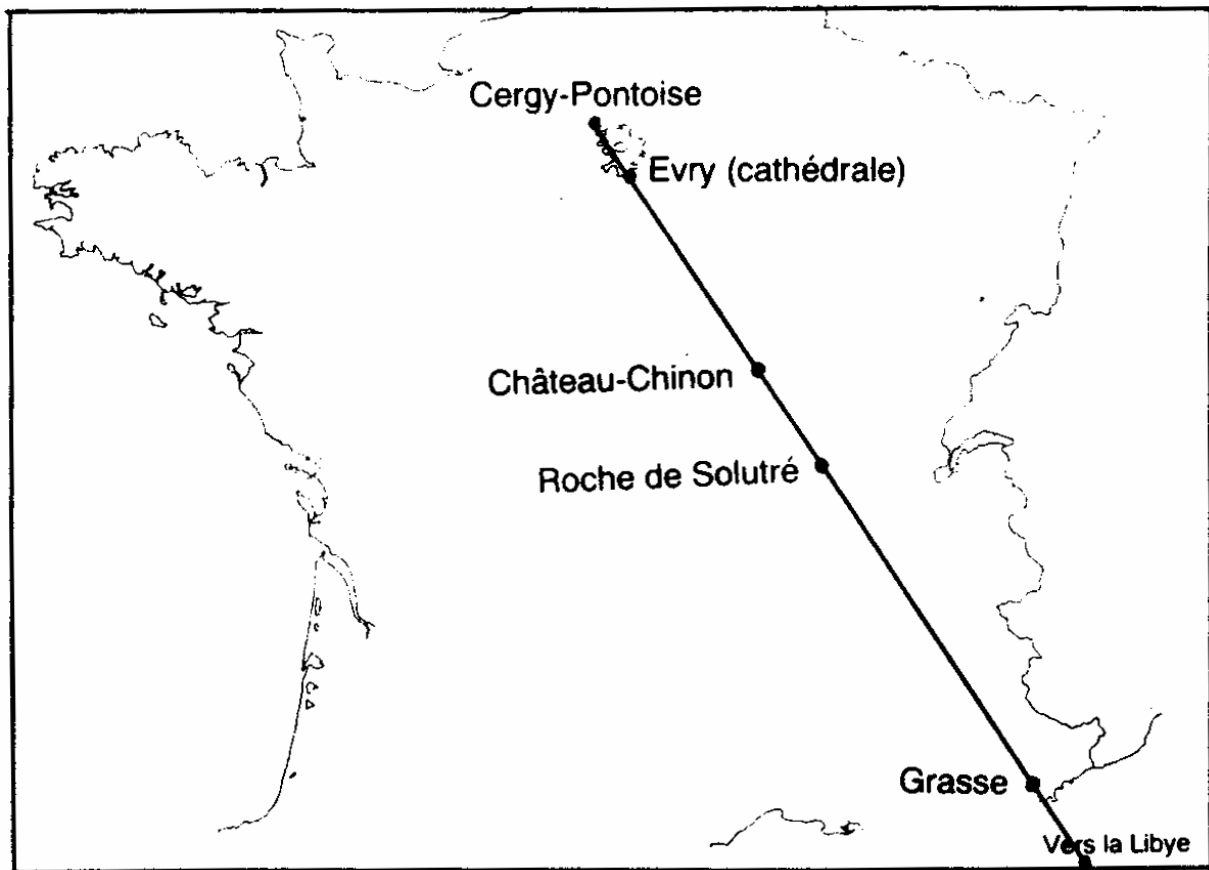 Cergy-Pontoise
Evry (cathédrale)
Château-Chinon
Roche de Solutré
Grasse
Vers la Libye